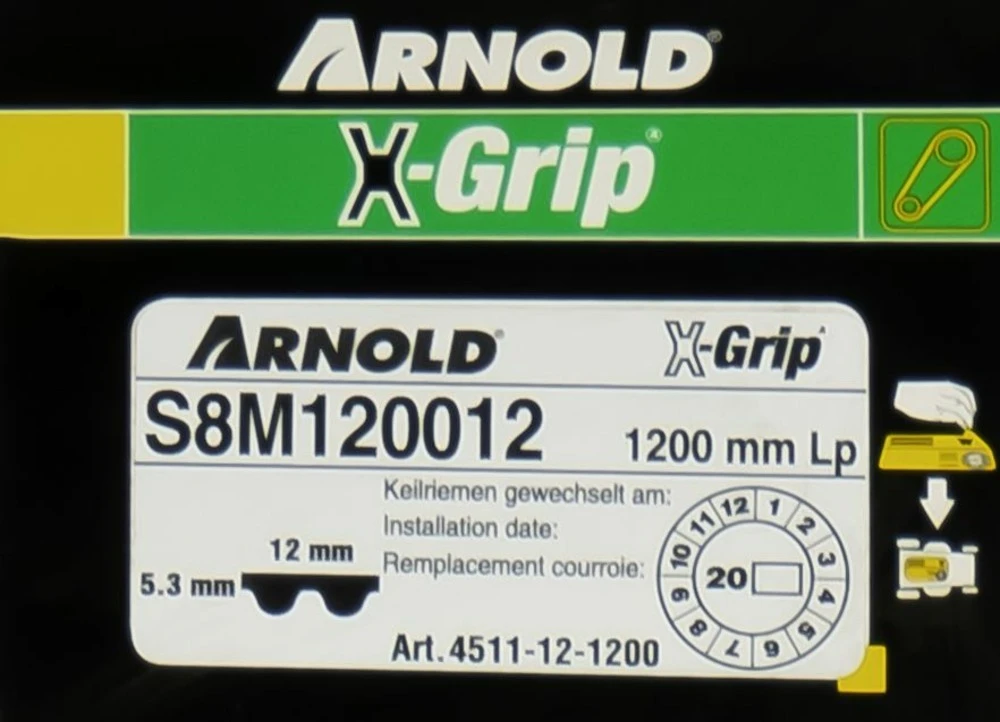 ARNOLD®
X-Grip®
ARNOLD®
X-Grip
S8M120012
1200 mm Lp
Keilriemen gewechselt am:
Installation date:
Remplacement courroie:
12 mm
5.3 mm
12 1 2 3 4 5 6 7 8 9 10 11
20
Art. 4511-12-1200